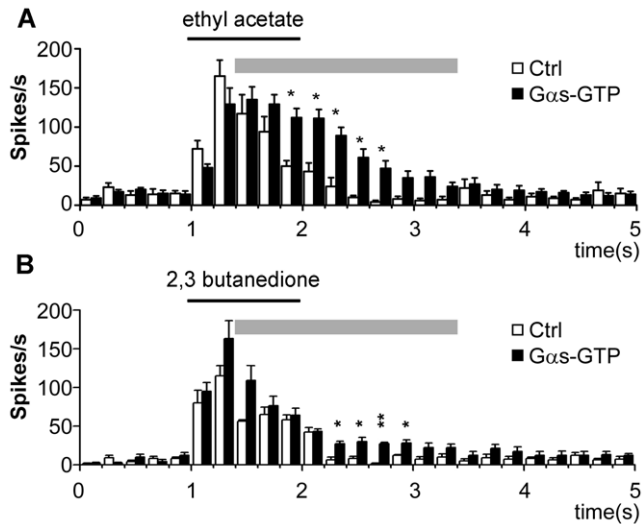 A
ethyl acetate
200
150
100
50
0
Spikes/s
Ctrl
Gαs-GTP
* * * * *
0 1 2 3 4 5
time(s)
B
2,3 butanedione
200
150
100
50
0
Spikes/s
Ctrl
Gαs-GTP
* * ** *
0 1 2 3 4 5
time(s)